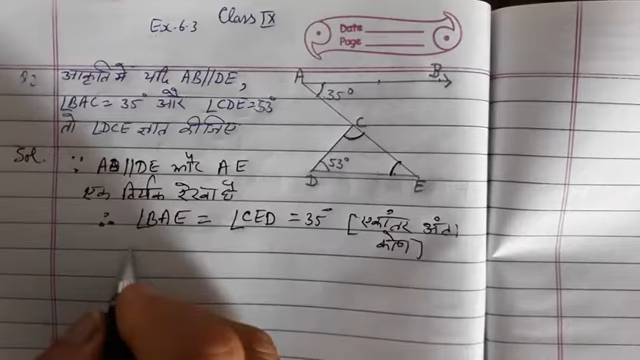 Ex-6.3 Class IX
Date
Page
Q2 आकृति में यदि AB//DE,
∠BAC = 35° और ∠CDE = 53°
तो ∠DCE ज्ञात कीजिए
A B
35°
C
53°
D E
Sol. ∵ AB//DE और AE
एक तिर्यक रेखा है
∴ ∠BAE = ∠CED = 35° [एकांतर अंतः
कोण]